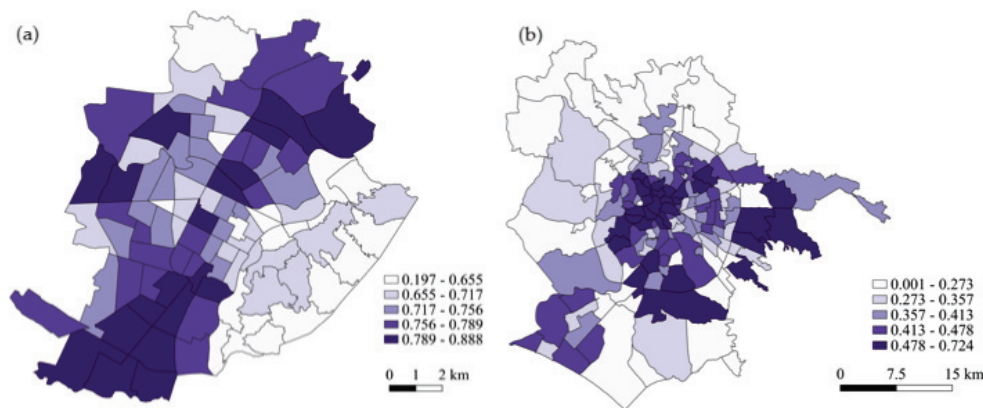 (a)
(b)
0.197 - 0.655
0.655 - 0.717
0.717 - 0.756
0.756 - 0.789
0.789 - 0.888
0 1 2 km
0.001 - 0.273
0.273 - 0.357
0.357 - 0.413
0.413 - 0.478
0.478 - 0.724
0 7.5 15 km